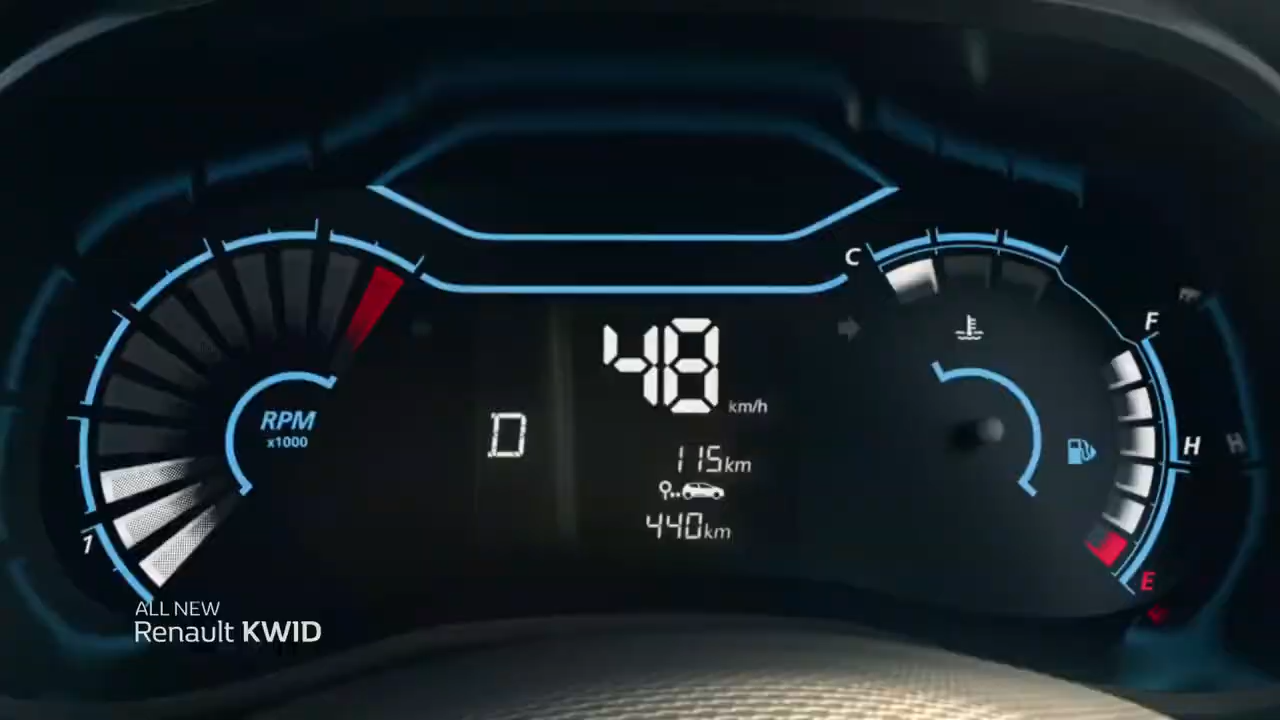 C
F
48
km/h
RPM
x1000
D
H
115km
440km
1
E
ALL NEW
Renault KWID